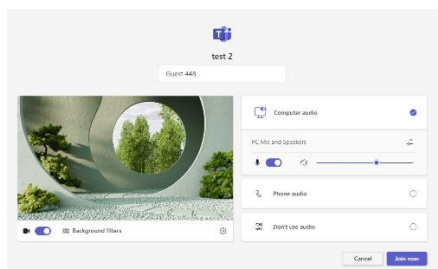 test 2
Guest 448
Computer audio
PC Mic and Speakers
Phone audio
Background filters
Don't use audio
Cancel
Join now